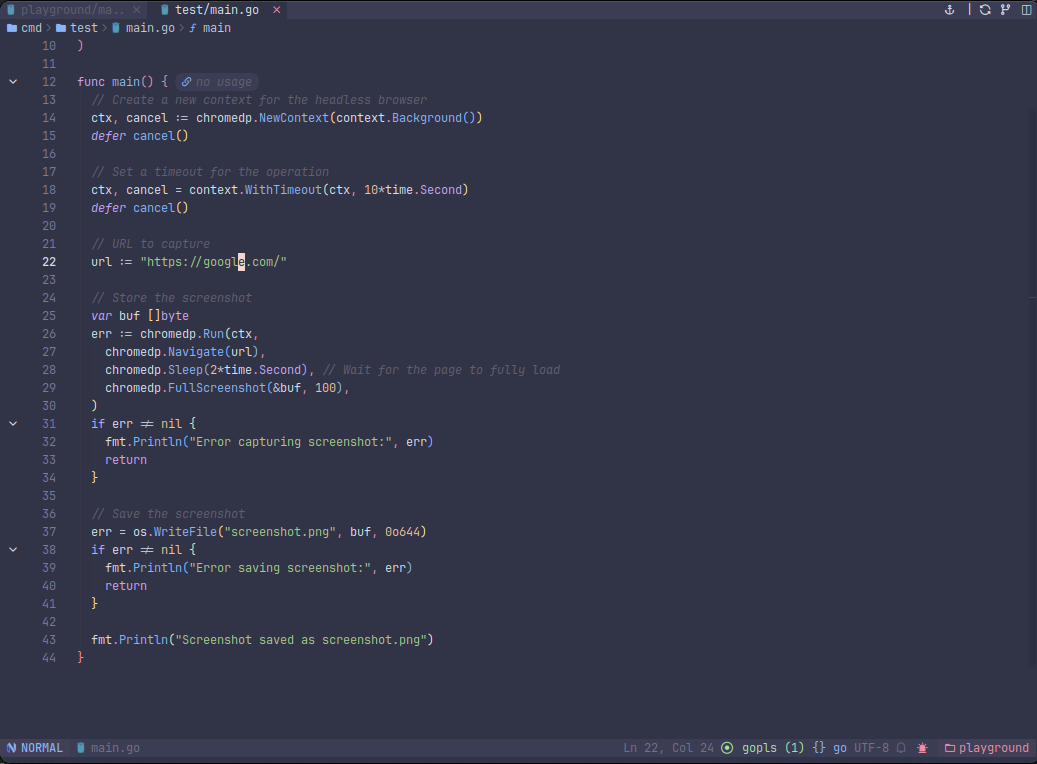 playground/ma.. × test/main.go ×
cmd > test > main.go > f main
10 )
11
12 func main() { no usage
13 // Create a new context for the headless browser
14 ctx, cancel := chromedp.NewContext(context.Background())
15 defer cancel()
16
17 // Set a timeout for the operation
18 ctx, cancel = context.WithTimeout(ctx, 10*time.Second)
19 defer cancel()
20
21 // URL to capture
22 url := "https://google.com/"
23
24 // Store the screenshot
25 var buf []byte
26 err := chromedp.Run(ctx,
27 chromedp.Navigate(url),
28 chromedp.Sleep(2*time.Second), // Wait for the page to fully load
29 chromedp.FullScreenshot(&buf, 100),
30 )
31 if err != nil {
32 fmt.Println("Error capturing screenshot:", err)
33 return
34 }
35
36 // Save the screenshot
37 err = os.WriteFile("screenshot.png", buf, 0o644)
38 if err != nil {
39 fmt.Println("Error saving screenshot:", err)
40 return
41 }
42
43 fmt.Println("Screenshot saved as screenshot.png")
44 }
NORMAL main.go Ln 22, Col 24 gopls (1) {} go UTF-8 playground